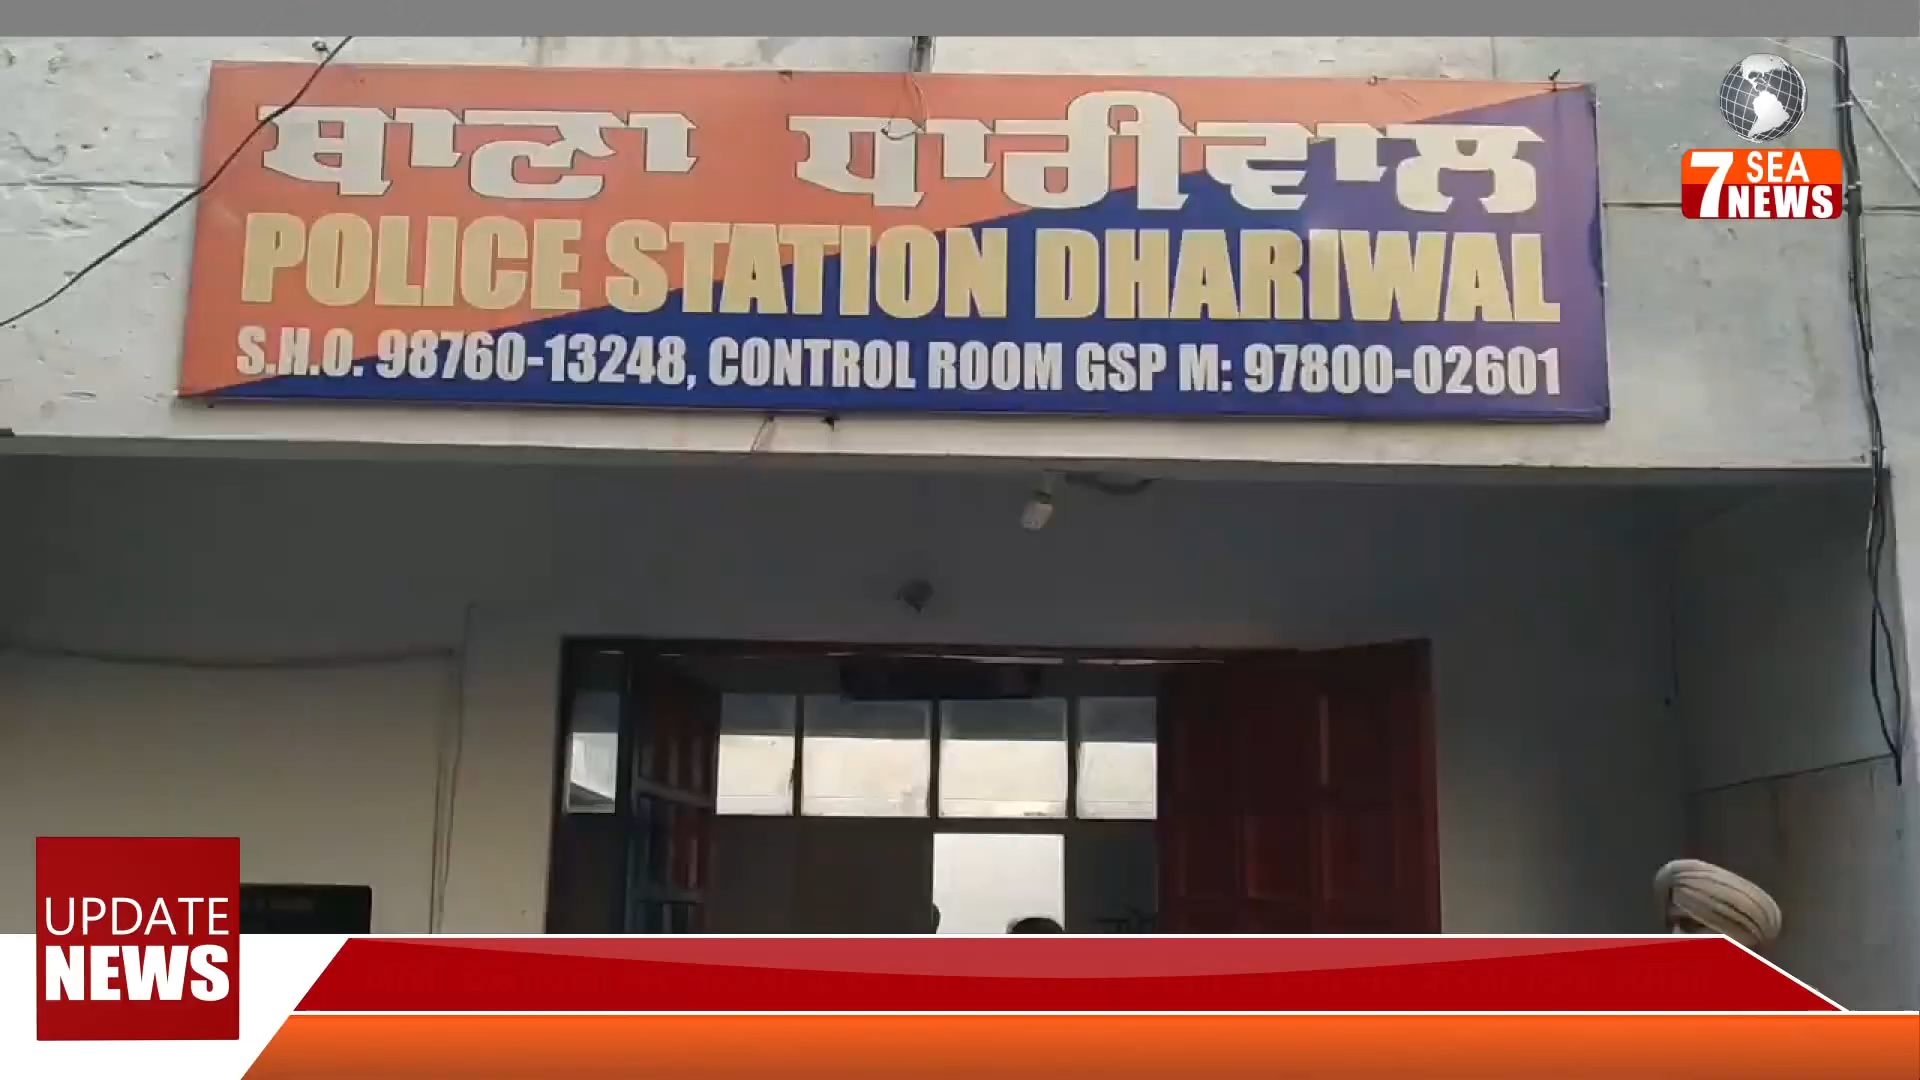 ਥਾਣਾ ਧਾਰੀਵਾਲ
POLICE STATION DHARIWAL
S.H.O. 98760-13248, CONTROL ROOM GSP M: 97800-02601
7 SEA
NEWS
UPDATE
NEWS